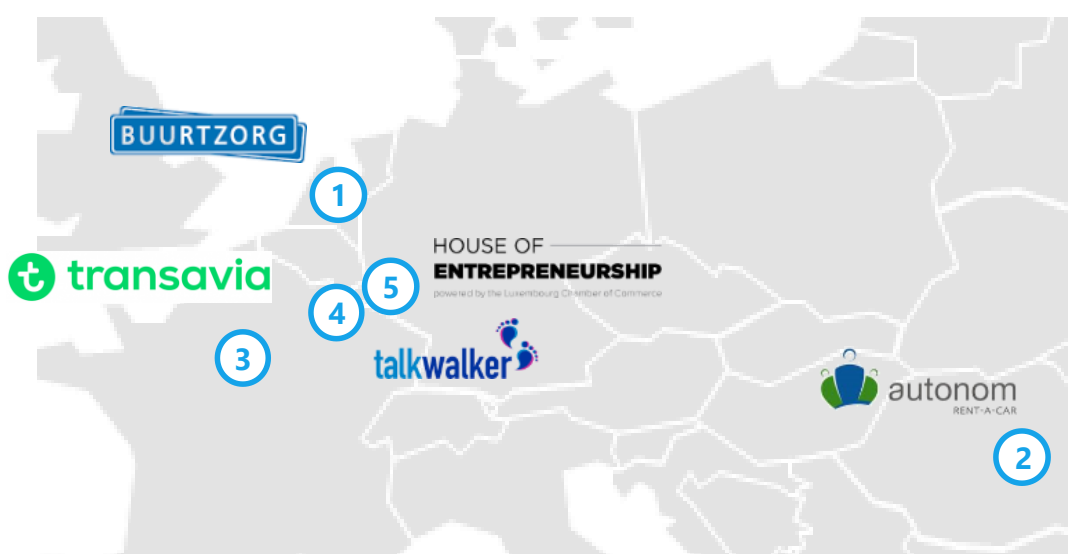 BUURTZORG
1
HOUSE OF
ENTREPRENEURSHIP
powered by the Luxembourg Chamber of Commerce
transavia
5
4
3
talkwalker
autonom
RENT-A-CAR
2